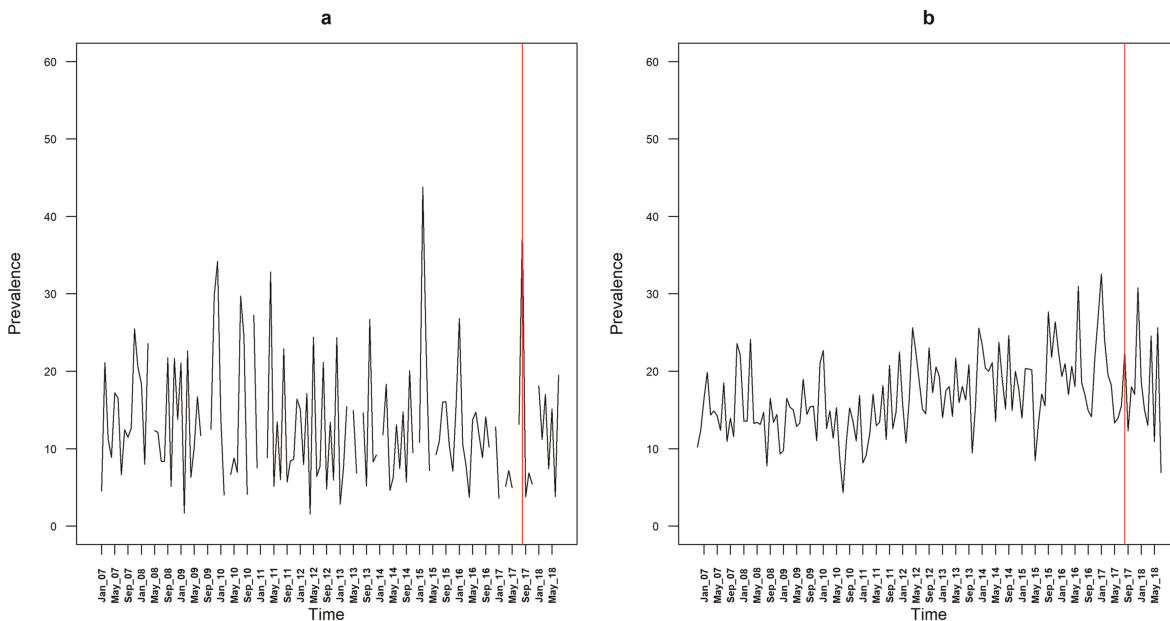 a
Prevalence
60
50
40
30
20
10
0
Jan_07
May_07
Sep_07
Jan_08
May_08
Sep_08
Jan_09
May_09
Sep_09
Jan_10
May_10
Sep_10
Jan_11
May_11
Sep_11
Jan_12
May_12
Sep_12
Jan_13
May_13
Sep_13
Jan_14
May_14
Sep_14
Jan_15
May_15
Sep_15
Jan_16
May_16
Sep_16
Jan_17
May_17
Sep_17
Jan_18
May_18
Time
b
Prevalence
60
50
40
30
20
10
0
Jan_07
May_07
Sep_07
Jan_08
May_08
Sep_08
Jan_09
May_09
Sep_09
Jan_10
May_10
Sep_10
Jan_11
May_11
Sep_11
Jan_12
May_12
Sep_12
Jan_13
May_13
Sep_13
Jan_14
May_14
Sep_14
Jan_15
May_15
Sep_15
Jan_16
May_16
Sep_16
Jan_17
May_17
Sep_17
Jan_18
May_18
Time